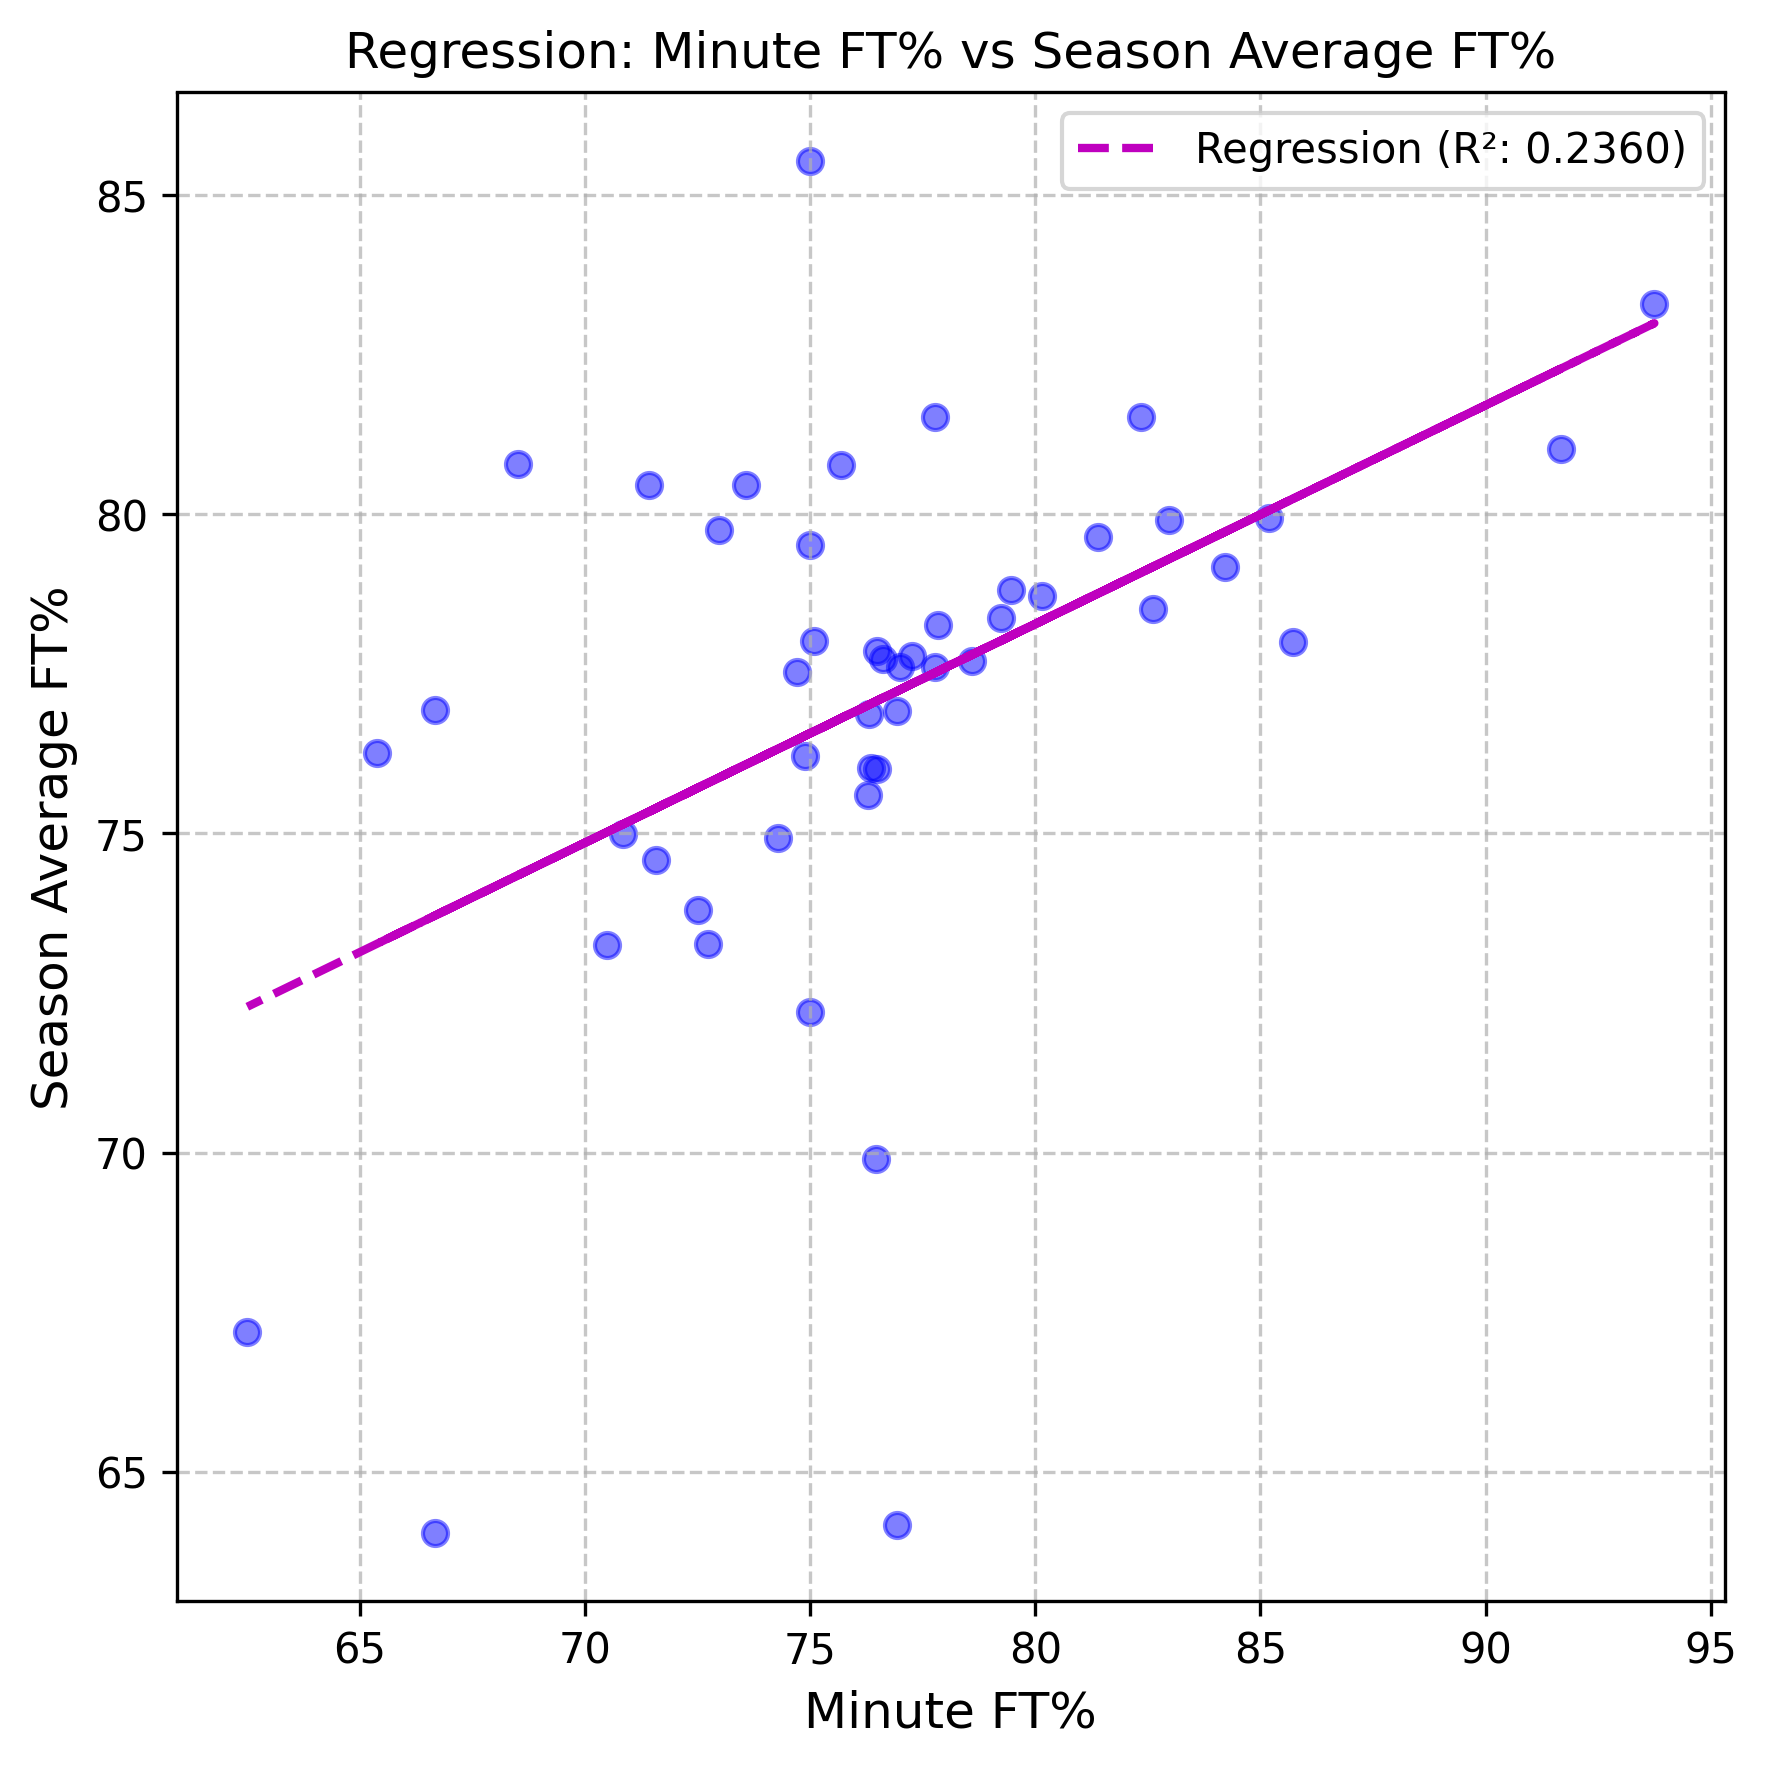 Regression: Minute FT% vs Season Average FT%
Regression (R²: 0.2360)
Season Average FT%
85
80
75
70
65
65 70 75 80 85 90 95
Minute FT%